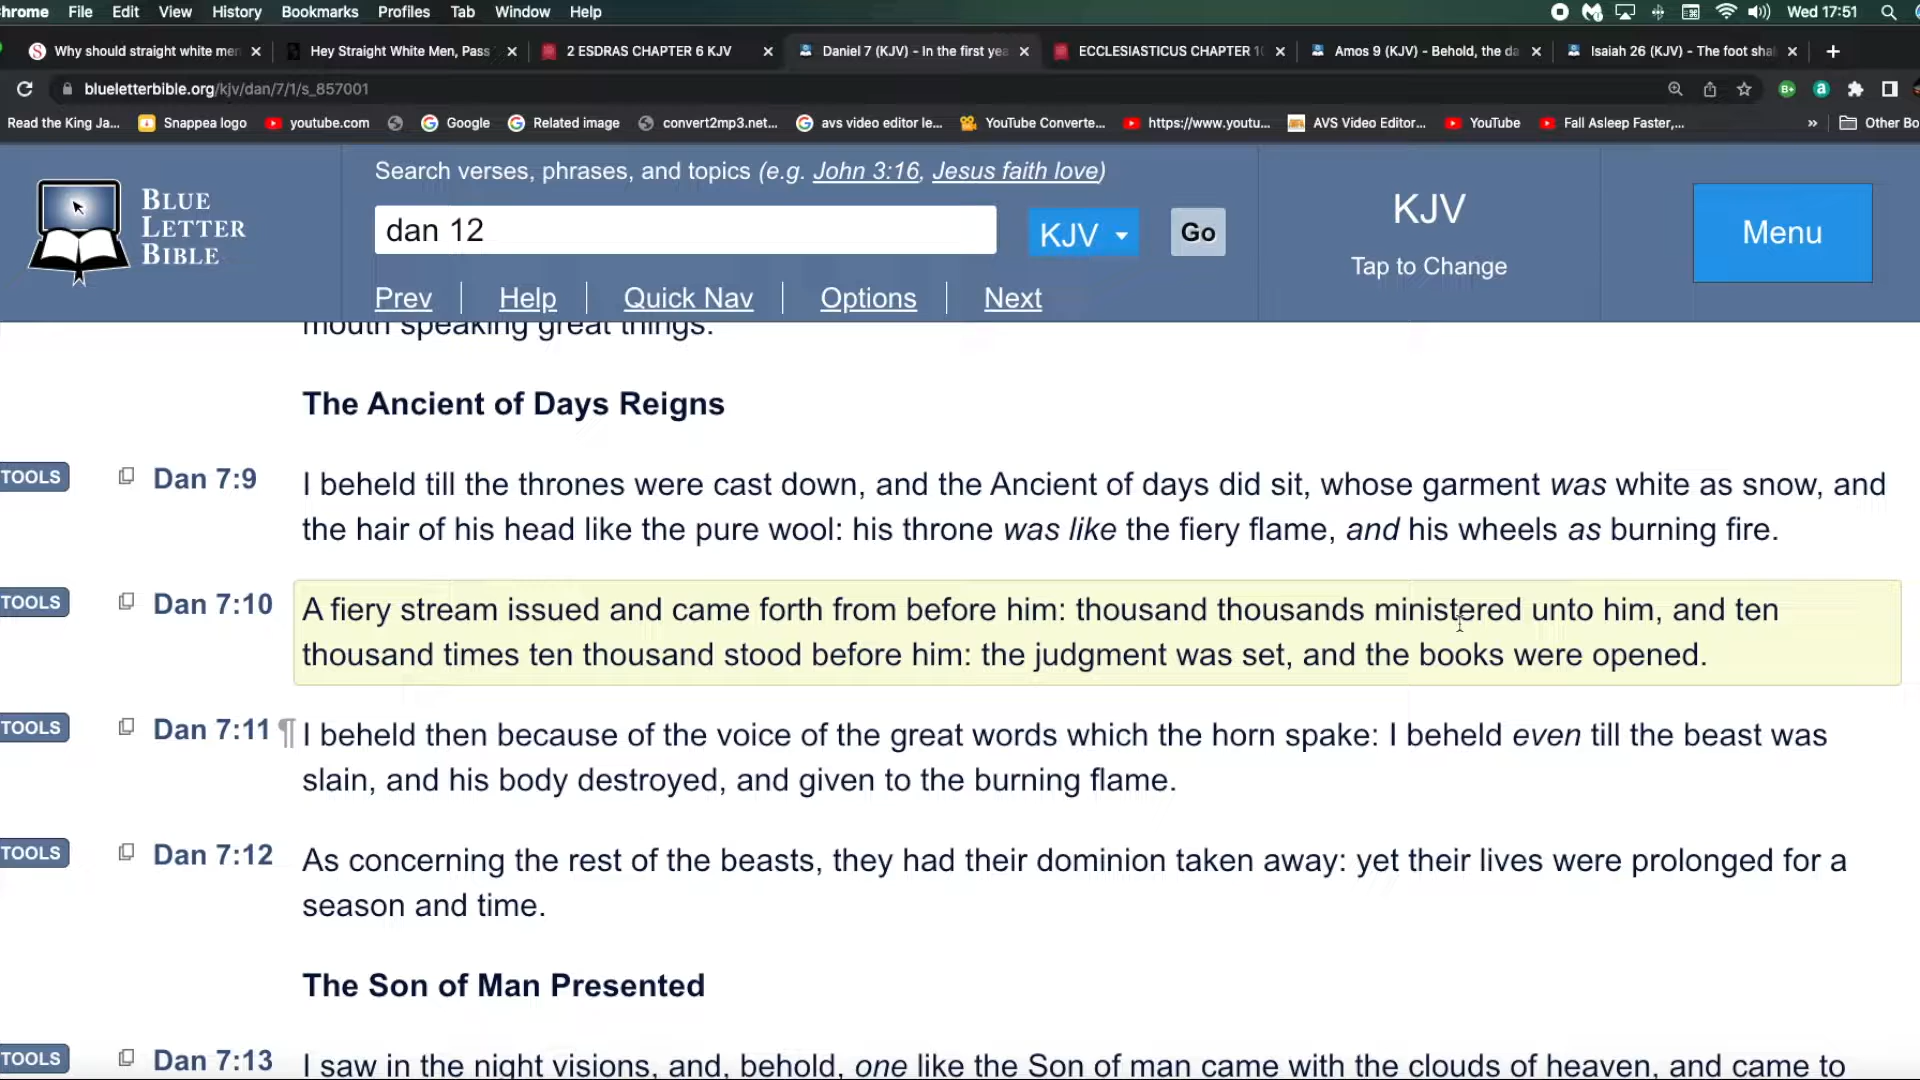 hrome File Edit View History Bookmarks Profiles Tab Window Help Wed 17:51
Why should straight white men Hey Straight White Men, Pass 2 ESDRAS CHAPTER 6 KJV Daniel 7 (KJV) - In the first yea ECCLESIASTICUS CHAPTER 1 Amos 9 (KJV) - Behold, the da Isaiah 26 (KJV) - The foot sha
blueletterbible.org/kjv/dan/7/1/s_857001
Read the King Ja... Snappea logo youtube.com Google Related image convert2mp3.net... avs video editor le... YouTube Converte... https://www.youtu... AVS Video Editor... YouTube Fall Asleep Faster,... » Other Bo
Search verses, phrases, and topics (e.g. John 3:16, Jesus faith love)
BLUE LETTER BIBLE
dan 12 KJV Go
KJV
Tap to Change
Menu
Prev Help Quick Nav Options Next
mouth speaking great things.
The Ancient of Days Reigns
TOOLS Dan 7:9 I beheld till the thrones were cast down, and the Ancient of days did sit, whose garment was white as snow, and
the hair of his head like the pure wool: his throne was like the fiery flame, and his wheels as burning fire.
TOOLS Dan 7:10 A fiery stream issued and came forth from before him: thousand thousands ministered unto him, and ten
thousand times ten thousand stood before him: the judgment was set, and the books were opened.
TOOLS Dan 7:11 ¶ I beheld then because of the voice of the great words which the horn spake: I beheld even till the beast was
slain, and his body destroyed, and given to the burning flame.
TOOLS Dan 7:12 As concerning the rest of the beasts, they had their dominion taken away: yet their lives were prolonged for a
season and time.
The Son of Man Presented
TOOLS Dan 7:13 I saw in the night visions, and, behold, one like the Son of man came with the clouds of heaven, and came to